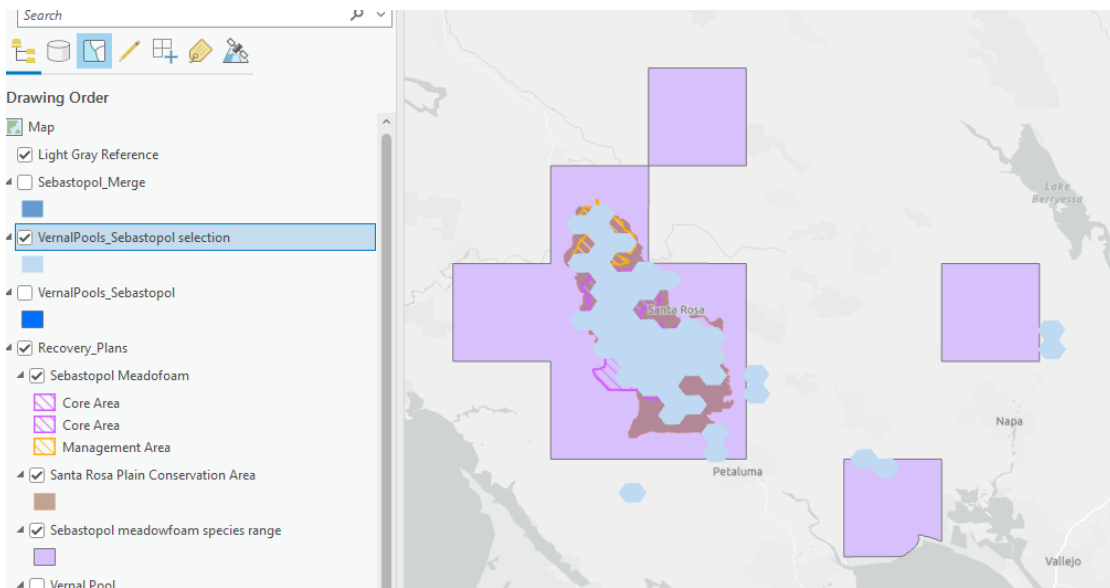 Search
Drawing Order
Map
Light Gray Reference
Sebastopol_Merge
VernalPools_Sebastopol selection
VernalPools_Sebastopol
Recovery_Plans
Sebastopol Meadofoam
Core Area
Core Area
Management Area
Santa Rosa Plain Conservation Area
Sebastopol meadowfoam species range
Vernal Pool
Lake
Berryessa
Santa Rosa
Napa
Petaluma
Vallejo